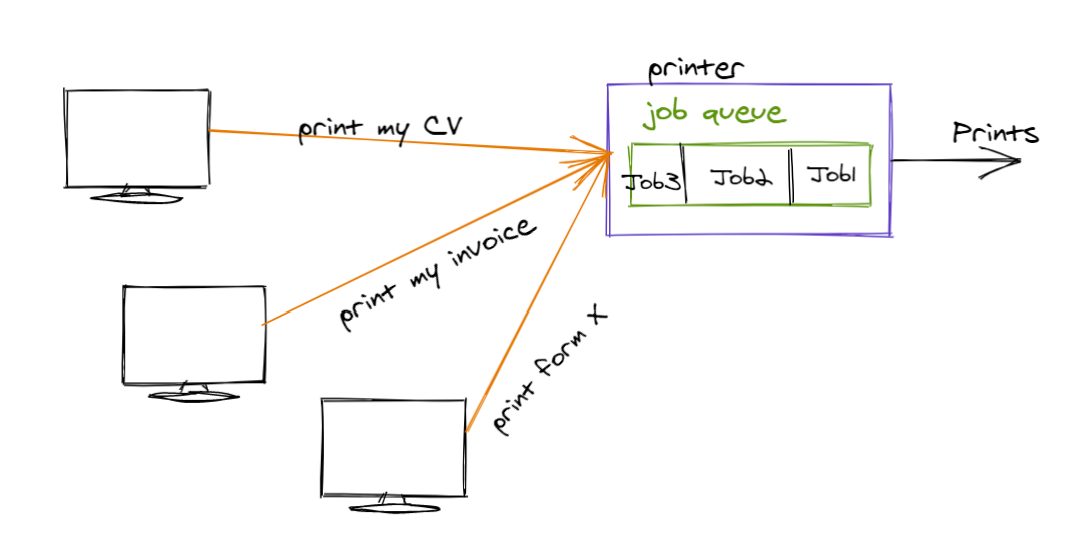 printer
job queue
print my CV
Prints
Job3 Job2 Job1
print my invoice
print form X